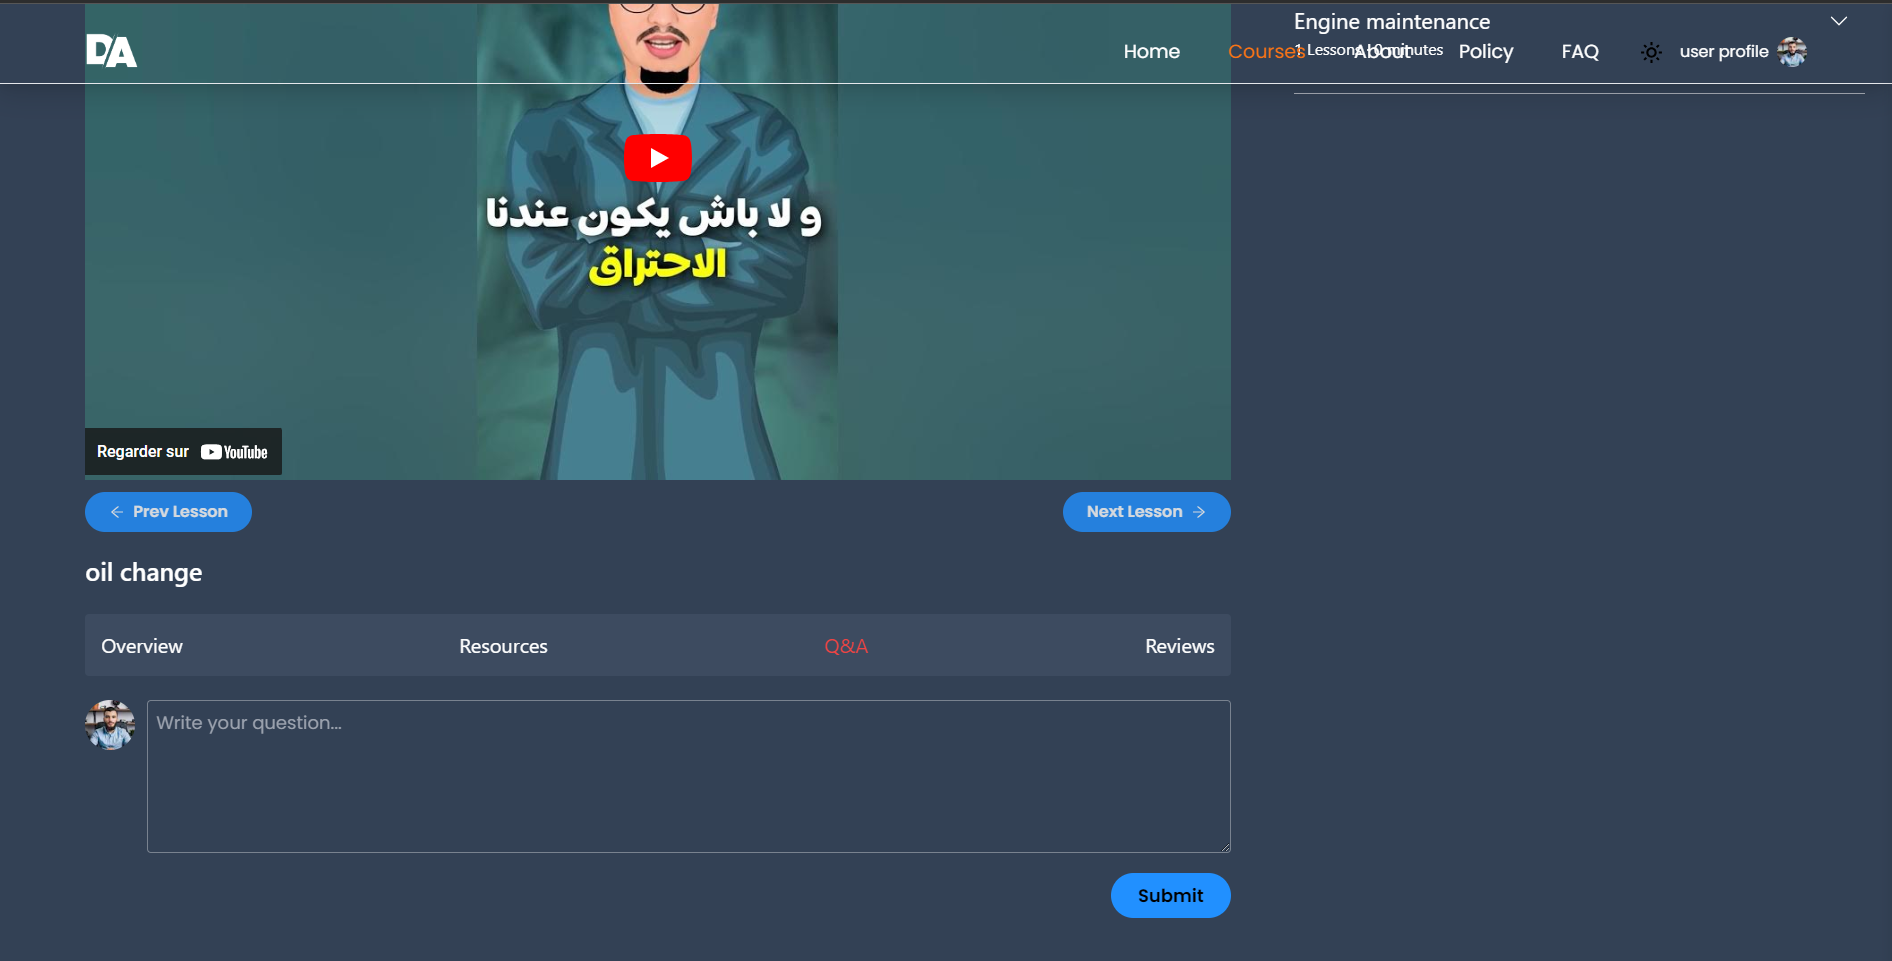 Engine maintenance
1 Lessons · 10 minutes
DA
Home
Courses
About
Policy
FAQ
user profile
و لا باش يكون عندنا
الاحتراق
Regarder sur YouTube
Prev Lesson
Next Lesson
oil change
Overview
Resources
Q&A
Reviews
Write your question...
Submit